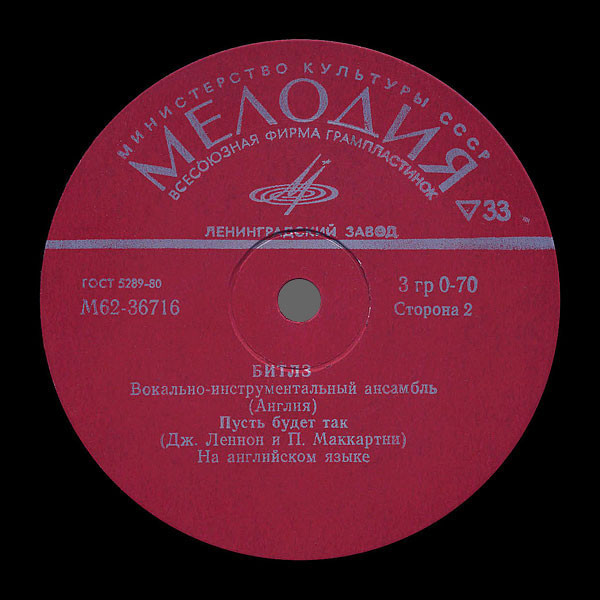 МИНИСТЕРСТВО КУЛЬТУРЫ СССР
МЕЛОДИЯ
ВСЕСОЮЗНАЯ ФИРМА ГРАМПЛАСТИНОК
▽33
ЛЕНИНГРАДСКИЙ ЗАВОД
ГОСТ 5289-80
М62-36716
3 гр 0-70
Сторона 2
БИТЛЗ
Вокально-инструментальный ансамбль
(Англия)
Пусть будет так
(Дж. Леннон и П. Маккартни)
На английском языке